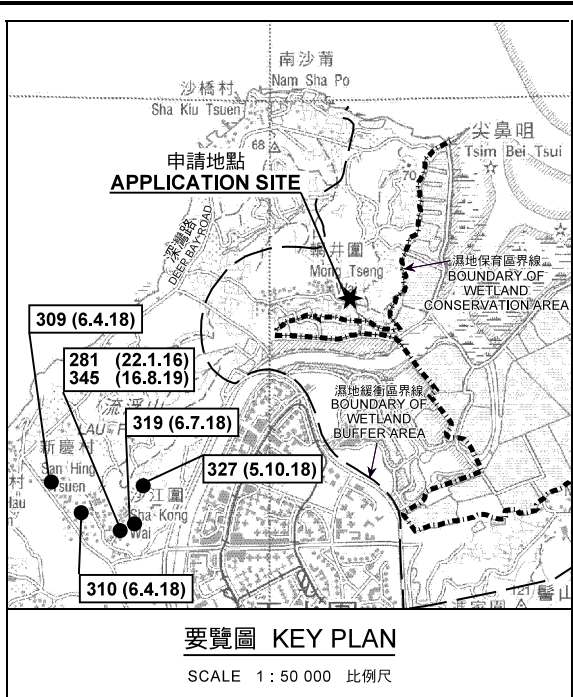 南沙莆
Nam Sha Po
沙橋村
Sha Kiu Tsuen
68
尖鼻咀
Tsim Bei Tsui
申請地點
APPLICATION SITE
70
深灣路
DEEP BAY ROAD
輞井圍
Mong Tseng
濕地保育區界線
BOUNDARY OF
WETLAND
CONSERVATION AREA
309 (6.4.18)
281 (22.1.16)
345 (16.8.19)
流浮山
LAU F
319 (6.7.18)
濕地緩衝區界線
BOUNDARY OF
WETLAND
BUFFER AREA
新慶村
San Hing
Tsuen
村
327 (5.10.18)
沙江圍
Sha Kong
Wai
310 (6.4.18)
121
要覽圖 KEY PLAN
SCALE 1 : 50 000 比例尺